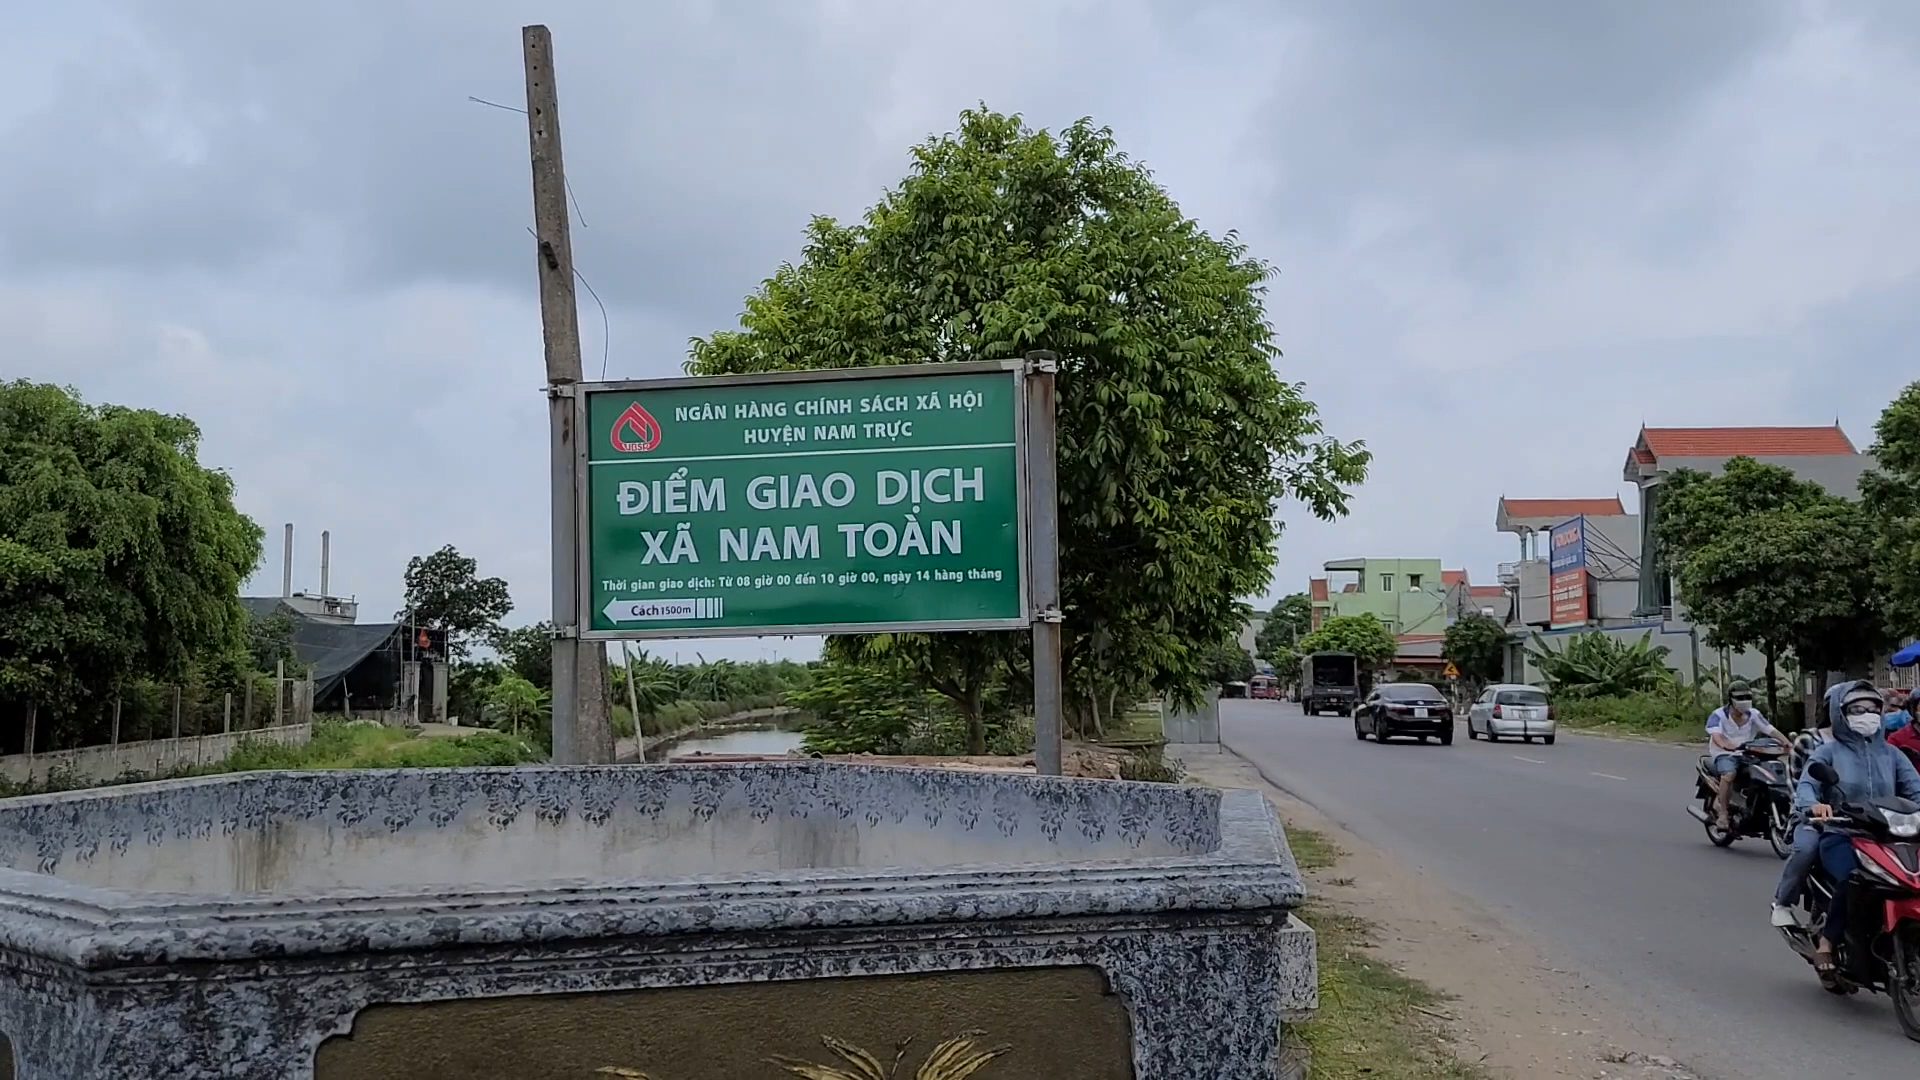 NGÂN HÀNG CHÍNH SÁCH XÃ HỘI
HUYỆN NAM TRỰC
VBSP
ĐIỂM GIAO DỊCH
XÃ NAM TOÀN
Thời gian giao dịch: Từ 08 giờ 00 đến 10 giờ 00, ngày 14 hàng tháng
Cách 1500m